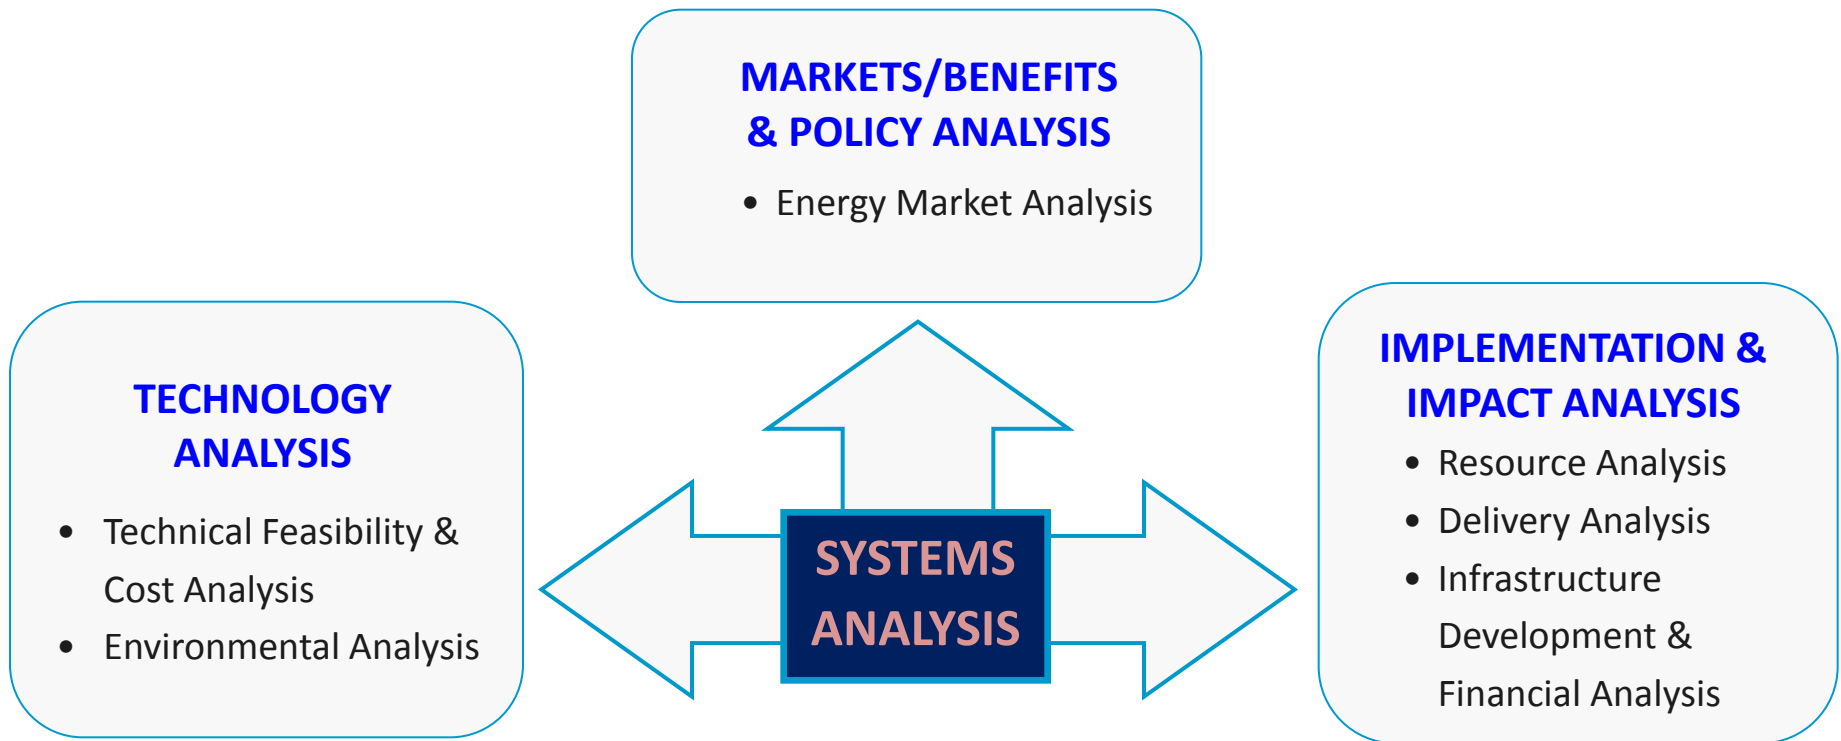 MARKETS/BENEFITS
& POLICY ANALYSIS
• Energy Market Analysis
TECHNOLOGY
ANALYSIS
• Technical Feasibility &
Cost Analysis
• Environmental Analysis
SYSTEMS
ANALYSIS
IMPLEMENTATION &
IMPACT ANALYSIS
• Resource Analysis
• Delivery Analysis
• Infrastructure
Development &
Financial Analysis